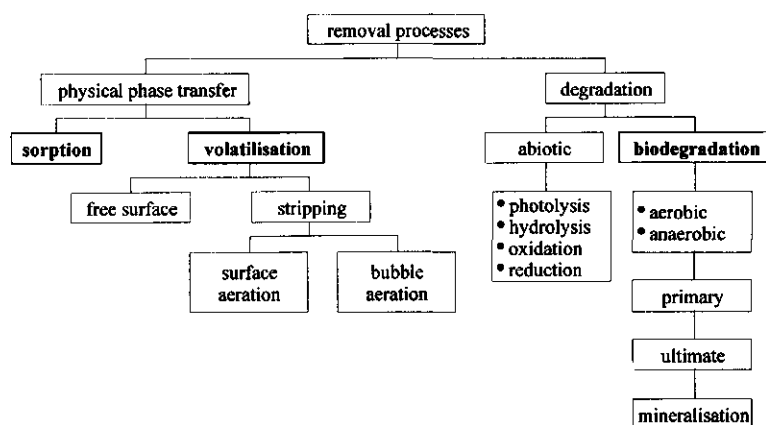 removal processes
physical phase transfer
degradation
sorption
volatilisation
abiotic
biodegradation
free surface
stripping
• photolysis
• hydrolysis
• oxidation
• reduction
• aerobic
• anaerobic
surface
aeration
bubble
aeration
primary
ultimate
mineralisation